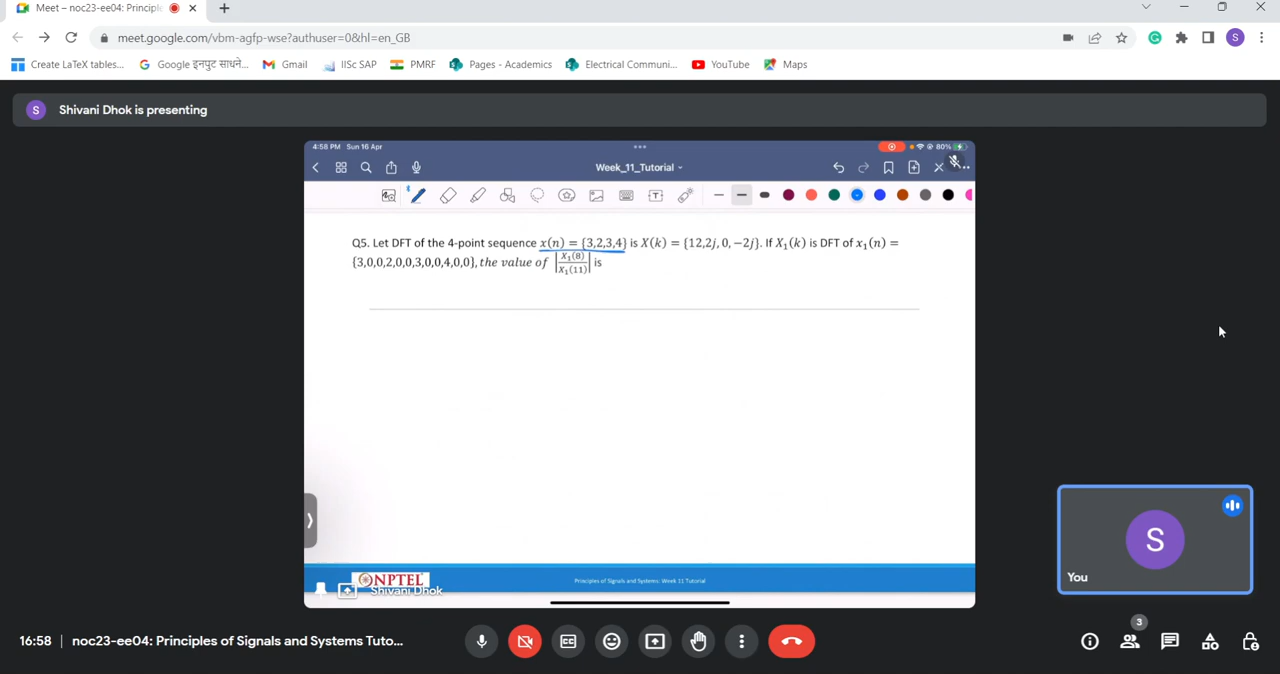 Meet – noc23-ee04: Principle
meet.google.com/vbm-agfp-wse?authuser=0&hl=en_GB
S
Create LaTeX tables...
Google इनपुट साधने...
Gmail
IISc SAP
PMRF
Pages - Academics
Electrical Communi...
YouTube
Maps
S Shivani Dhok is presenting
4:58 PM Sun 16 Apr
80%
Week_11_Tutorial
Q5. Let DFT of the 4-point sequence x(n) = {3,2,3,4} is X(k) = {12,2j, 0, −2j}. If X₁(k) is DFT of x₁(n) =
{3,0,0,2,0,0,3,0,0,4,0,0}, the value of |X₁(8)/X₁(11)| is
NPTEL
Principles of Signals and Systems: Week 11 Tutorial
Shivani Dhok
S
You
16:58 | noc23-ee04: Principles of Signals and Systems Tuto...
3